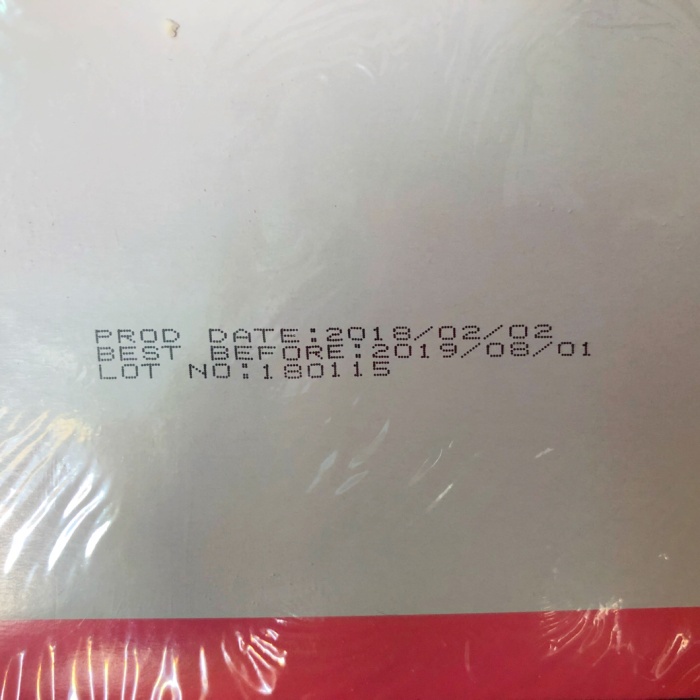 PROD DATE:2018/02/02
BEST BEFORE:2019/08/01
LOT NO:180115